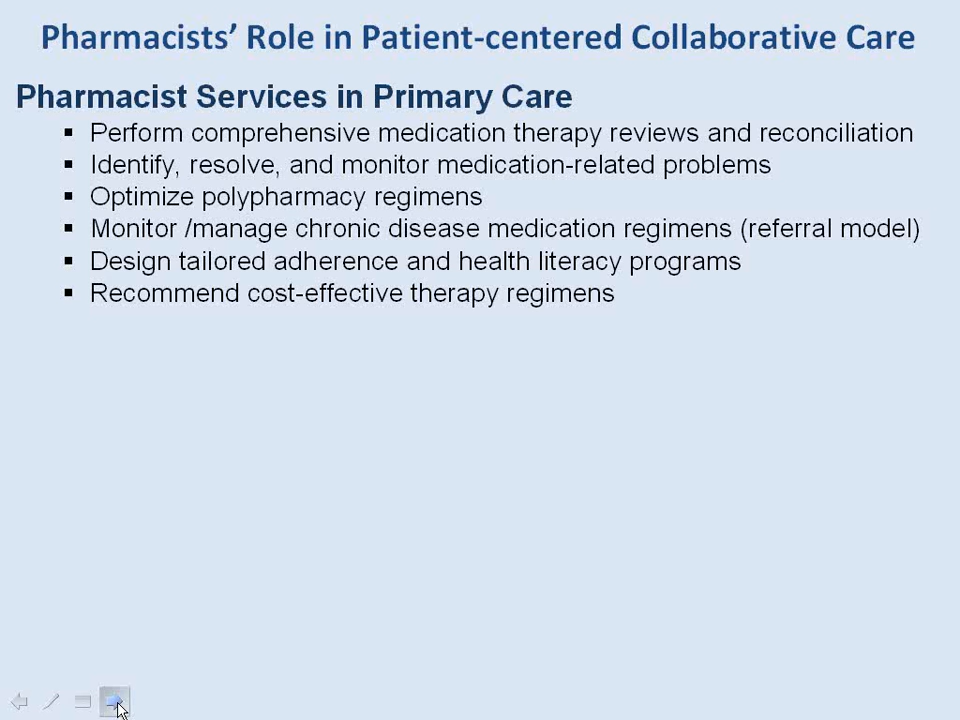 Pharmacists’ Role in Patient-centered Collaborative Care
Pharmacist Services in Primary Care
▪ Perform comprehensive medication therapy reviews and reconciliation
▪ Identify, resolve, and monitor medication-related problems
▪ Optimize polypharmacy regimens
▪ Monitor /manage chronic disease medication regimens (referral model)
▪ Design tailored adherence and health literacy programs
▪ Recommend cost-effective therapy regimens